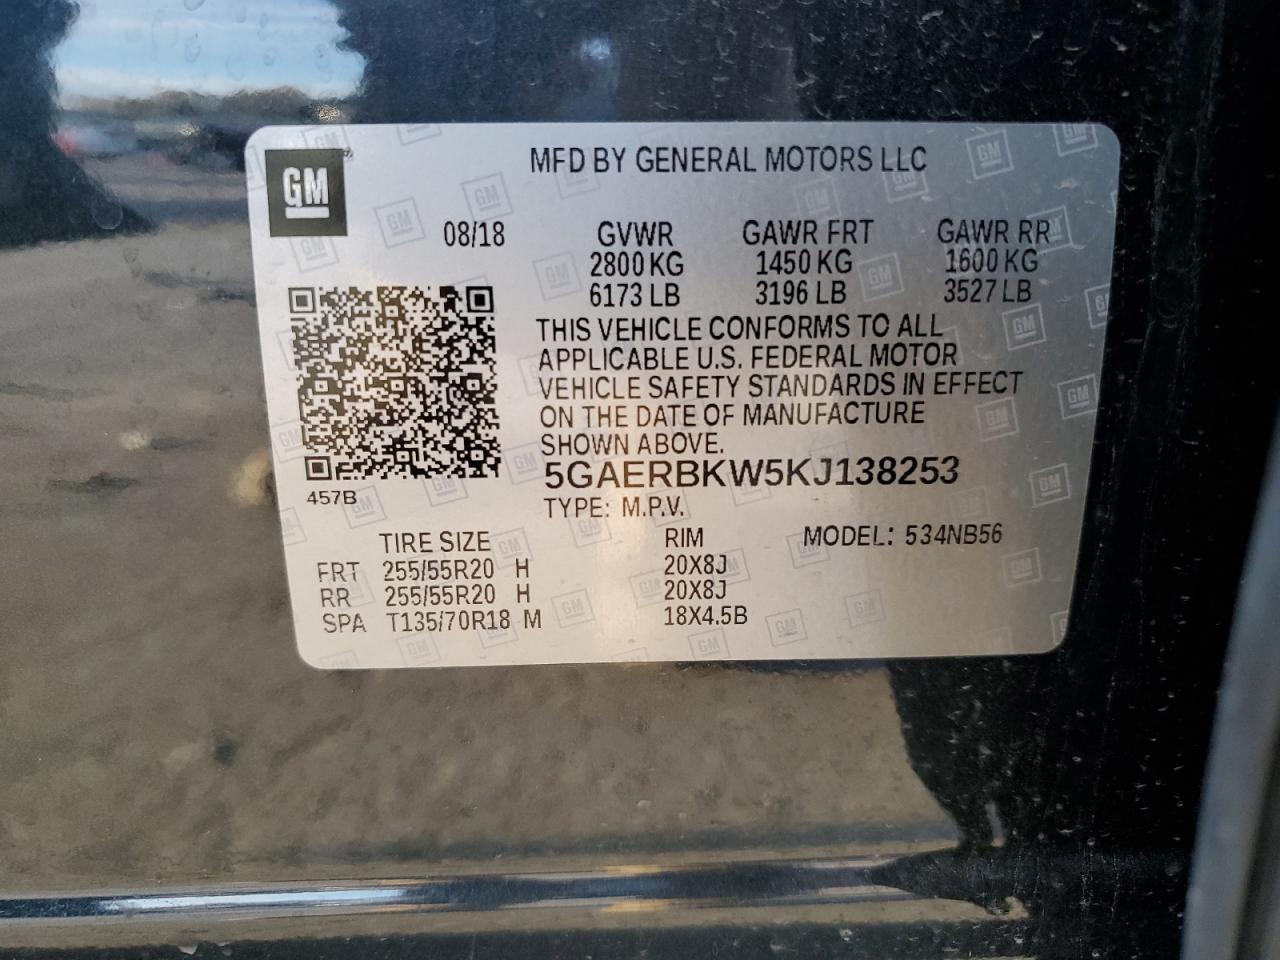 GM
MFD BY GENERAL MOTORS LLC
08/18 GVWR GAWR FRT GAWR RR
2800 KG 1450 KG 1600 KG
6173 LB 3196 LB 3527 LB
THIS VEHICLE CONFORMS TO ALL
APPLICABLE U.S. FEDERAL MOTOR
VEHICLE SAFETY STANDARDS IN EFFECT
ON THE DATE OF MANUFACTURE
SHOWN ABOVE.
5GAERBKW5KJ138253
457B
TYPE: M.P.V.
TIRE SIZE RIM MODEL: 534NB56
FRT 255/55R20 H 20X8J
RR 255/55R20 H 20X8J
SPA T135/70R18 M 18X4.5B